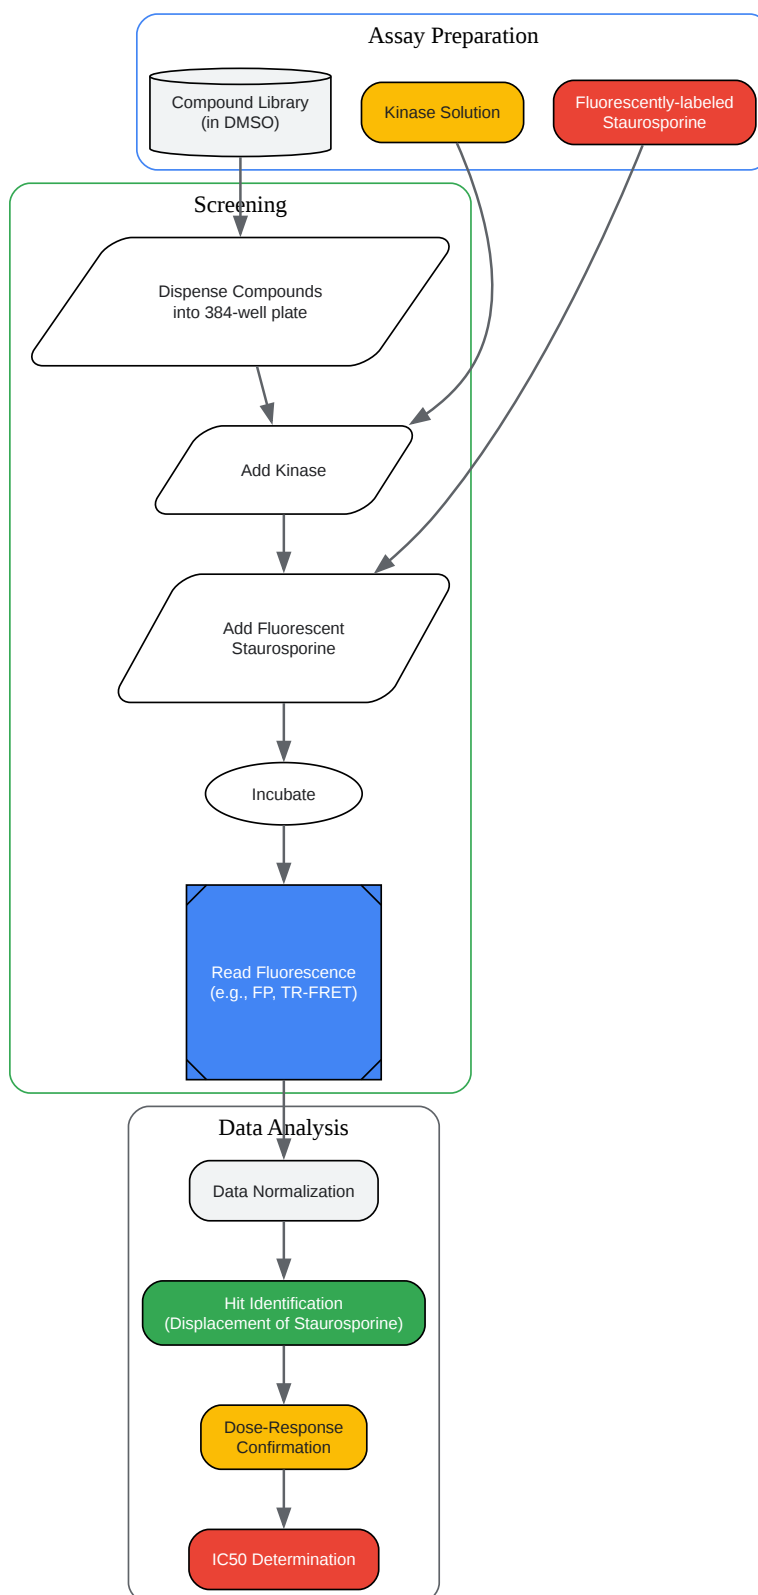 Assay Preparation
Compound Library
(in DMSO)
Kinase Solution
Fluorescently-labeled
Staurosporine
Screening
Dispense Compounds
into 384-well plate
Add Kinase
Add Fluorescent
Staurosporine
Incubate
Read Fluorescence
(e.g., FP, TR-FRET)
Data Analysis
Data Normalization
Hit Identification
(Displacement of Staurosporine)
Dose-Response
Confirmation
IC50 Determination